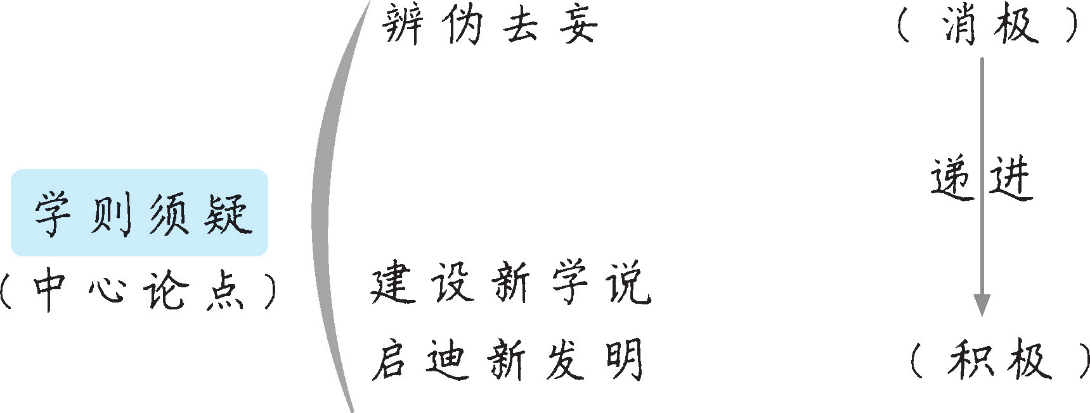 辨伪去妄 (消极)
递进
学则须疑
(中心论点)
建设新学说
启迪新发明 (积极)